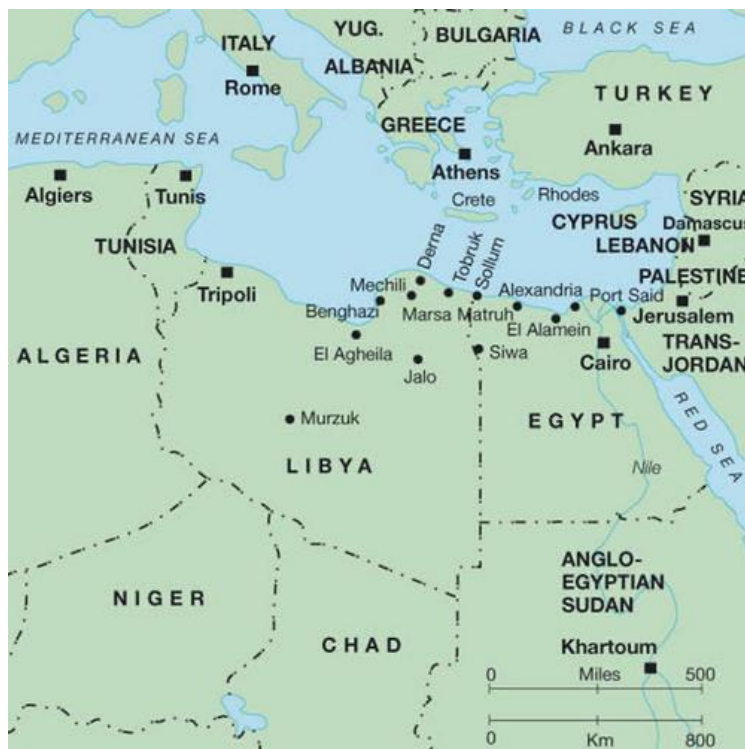 YUG.
BULGARIA
BLACK SEA
ITALY
Rome
ALBANIA
TURKEY
GREECE
Ankara
MEDITERRANEAN SEA
Athens
Algiers
Tunis
Crete
Rhodes
SYRIA
CYPRUS
Damascus
LEBANON
TUNISIA
Derna
Tobruk
Sollum
Tripoli
Mechili
Alexandria
Port Said
PALESTINE
Benghazi
Marsa Matruh
Jerusalem
El Alamein
ALGERIA
El Agheila
Siwa
Cairo
TRANS-
JORDAN
Jalo
RED SEA
Murzuk
EGYPT
LIBYA
Nile
ANGLO-
EGYPTIAN
SUDAN
NIGER
CHAD
Khartoum
0 Miles 500
0 Km 800